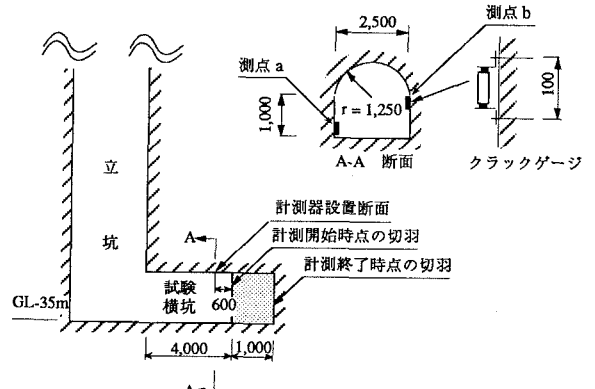 2,500
測点 b
測点 a
1,000
r = 1,250
100
A-A 断面
クラックゲージ
立
坑
計測器設置断面
A
計測開始時点の切羽
計測終了時点の切羽
試験
横坑
600
GL-35m
4,000
1,000
A